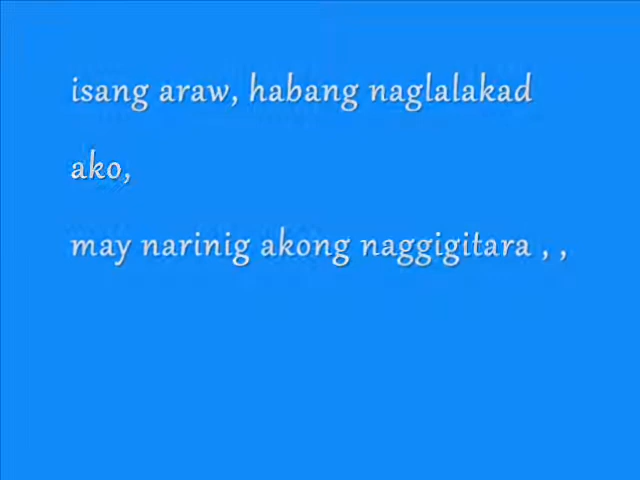 isang araw, habang naglalakad
ako,
may narinig akong naggigitara , ,